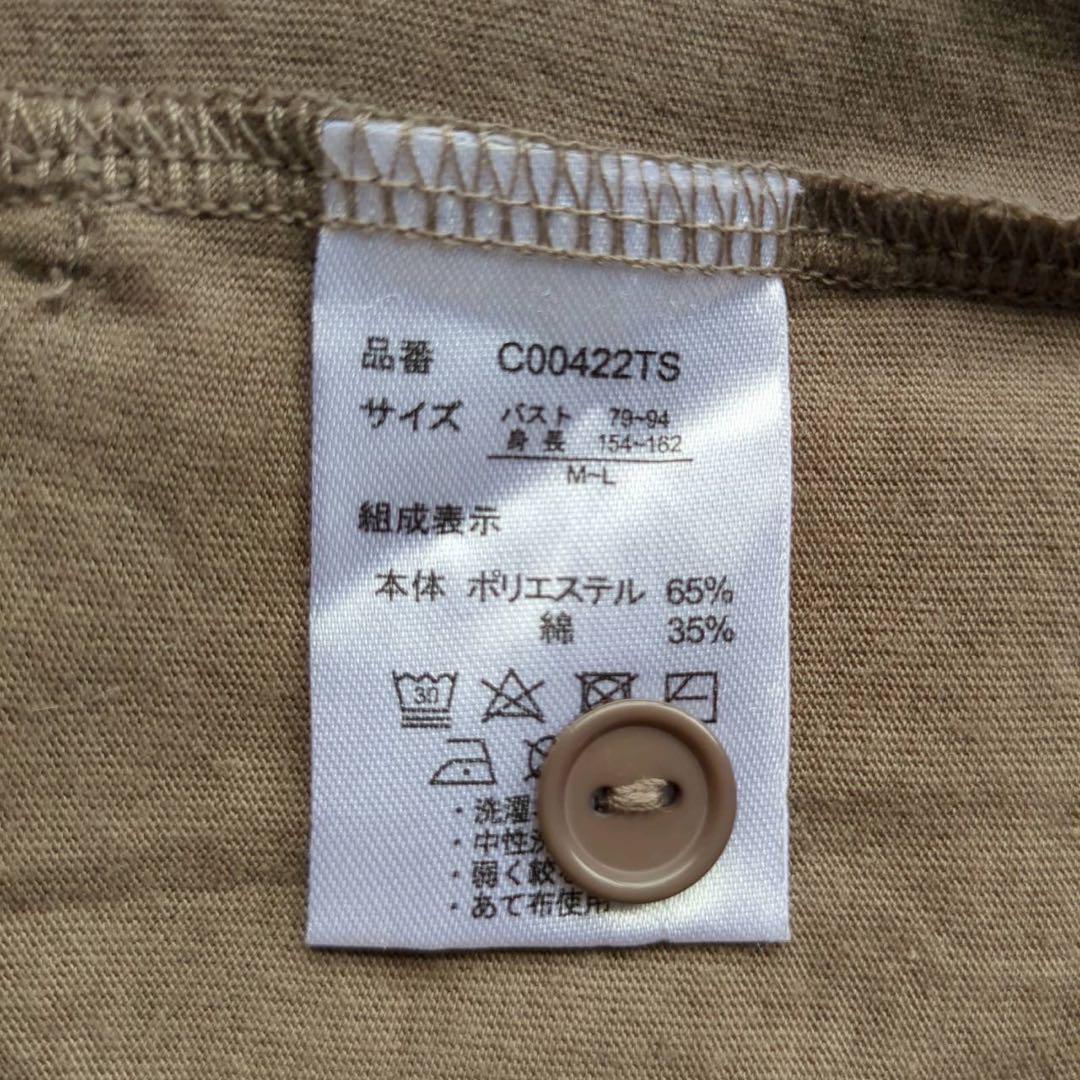 品番 C00422TS
サイズ バスト 79~94
身長 154~162
M~L
組成表示
本体 ポリエステル 65%
綿 35%
30
・洗濯
・中性
・弱く絞
・あて布使用